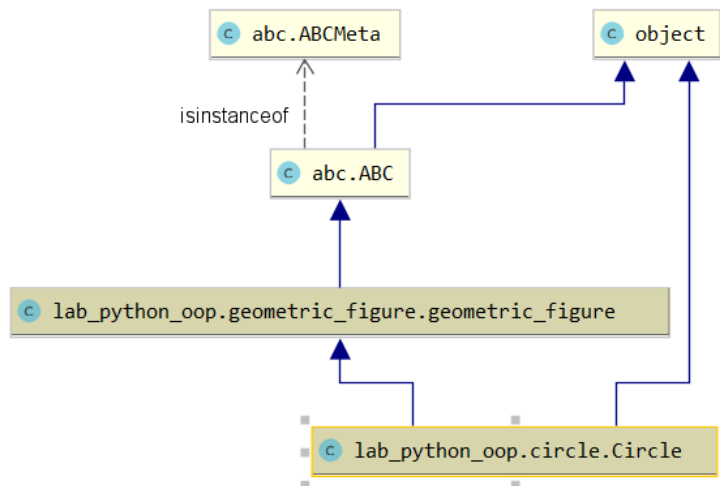 C abc.ABCMeta
C object
isinstanceof
C abc.ABC
C lab_python_oop.geometric_figure.geometric_figure
C lab_python_oop.circle.Circle